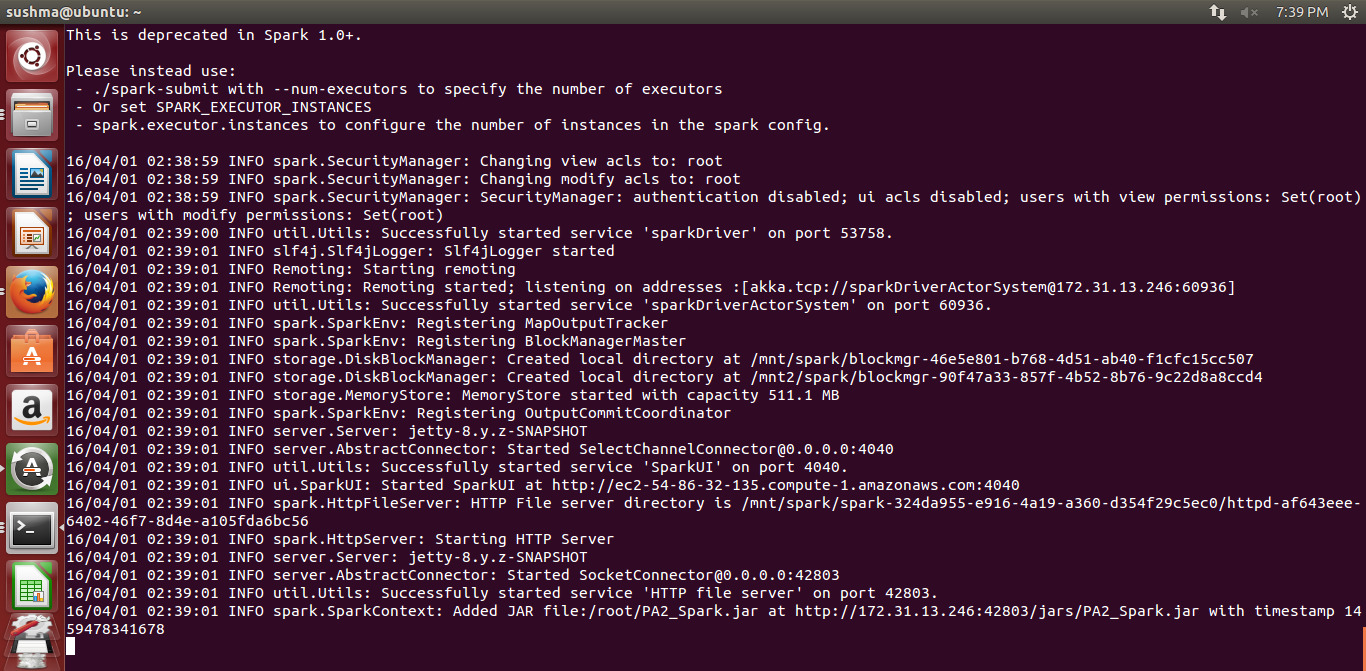 sushma@ubuntu: ~
7:39 PM
This is deprecated in Spark 1.0+.
Please instead use:
- ./spark-submit with --num-executors to specify the number of executors
- Or set SPARK_EXECUTOR_INSTANCES
- spark.executor.instances to configure the number of instances in the spark config.
16/04/01 02:38:59 INFO spark.SecurityManager: Changing view acls to: root
16/04/01 02:38:59 INFO spark.SecurityManager: Changing modify acls to: root
16/04/01 02:38:59 INFO spark.SecurityManager: SecurityManager: authentication disabled; ui acls disabled; users with view permissions: Set(root)
; users with modify permissions: Set(root)
16/04/01 02:39:00 INFO util.Utils: Successfully started service 'sparkDriver' on port 53758.
16/04/01 02:39:01 INFO slf4j.Slf4jLogger: Slf4jLogger started
16/04/01 02:39:01 INFO Remoting: Starting remoting
16/04/01 02:39:01 INFO Remoting: Remoting started; listening on addresses :[akka.tcp://sparkDriverActorSystem@172.31.13.246:60936]
16/04/01 02:39:01 INFO util.Utils: Successfully started service 'sparkDriverActorSystem' on port 60936.
16/04/01 02:39:01 INFO spark.SparkEnv: Registering MapOutputTracker
16/04/01 02:39:01 INFO spark.SparkEnv: Registering BlockManagerMaster
16/04/01 02:39:01 INFO storage.DiskBlockManager: Created local directory at /mnt/spark/blockmgr-46e5e801-b768-4d51-ab40-f1cfc15cc507
16/04/01 02:39:01 INFO storage.DiskBlockManager: Created local directory at /mnt2/spark/blockmgr-90f47a33-857f-4b52-8b76-9c22d8a8ccd4
16/04/01 02:39:01 INFO storage.MemoryStore: MemoryStore started with capacity 511.1 MB
16/04/01 02:39:01 INFO spark.SparkEnv: Registering OutputCommitCoordinator
16/04/01 02:39:01 INFO server.Server: jetty-8.y.z-SNAPSHOT
16/04/01 02:39:01 INFO server.AbstractConnector: Started SelectChannelConnector@0.0.0.0:4040
16/04/01 02:39:01 INFO util.Utils: Successfully started service 'SparkUI' on port 4040.
16/04/01 02:39:01 INFO ui.SparkUI: Started SparkUI at http://ec2-54-86-32-135.compute-1.amazonaws.com:4040
16/04/01 02:39:01 INFO spark.HttpFileServer: HTTP File server directory is /mnt/spark/spark-324da955-e916-4a19-a360-d354f29c5ec0/httpd-af643eee-
6402-46f7-8d4e-a105fda6bc56
16/04/01 02:39:01 INFO spark.HttpServer: Starting HTTP Server
16/04/01 02:39:01 INFO server.Server: jetty-8.y.z-SNAPSHOT
16/04/01 02:39:01 INFO server.AbstractConnector: Started SocketConnector@0.0.0.0:42803
16/04/01 02:39:01 INFO util.Utils: Successfully started service 'HTTP file server' on port 42803.
16/04/01 02:39:01 INFO spark.SparkContext: Added JAR file:/root/PA2_Spark.jar at http://172.31.13.246:42803/jars/PA2_Spark.jar with timestamp 14
59478341678